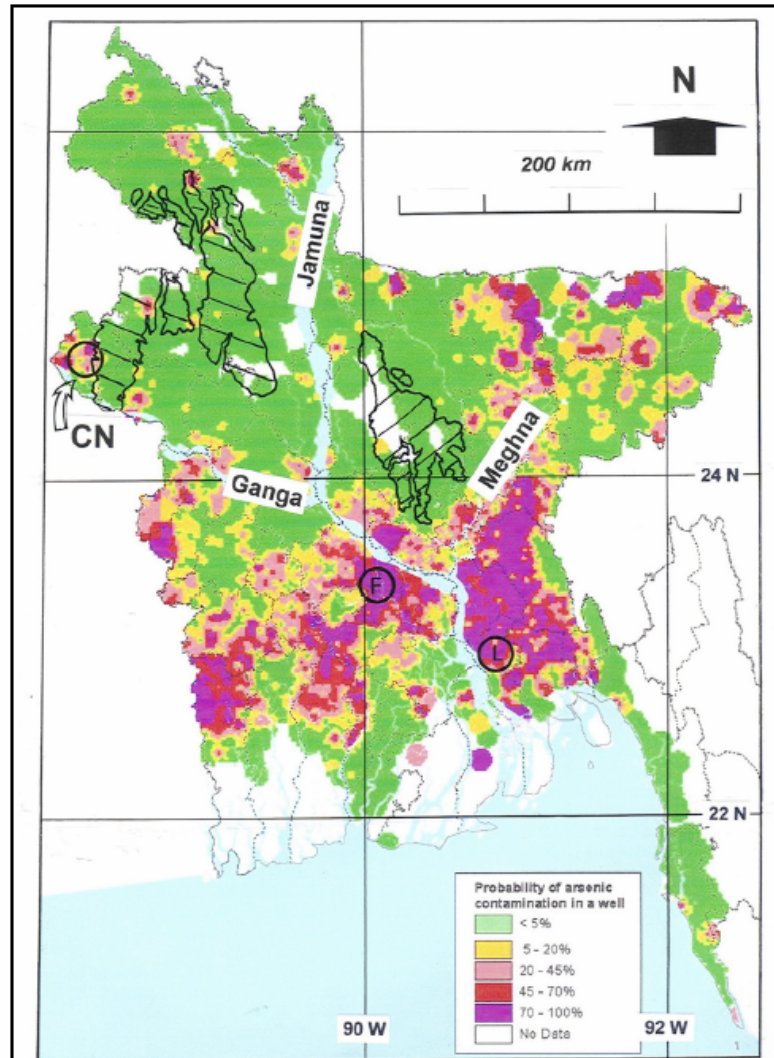 N
200 km
Jamuna
CN
Ganga
Meghna
24 N
F
L
22 N
Probability of arsenic
contamination in a well
< 5%
5 - 20%
20 - 45%
45 - 70%
70 - 100%
No Data
90 W
92 W
1